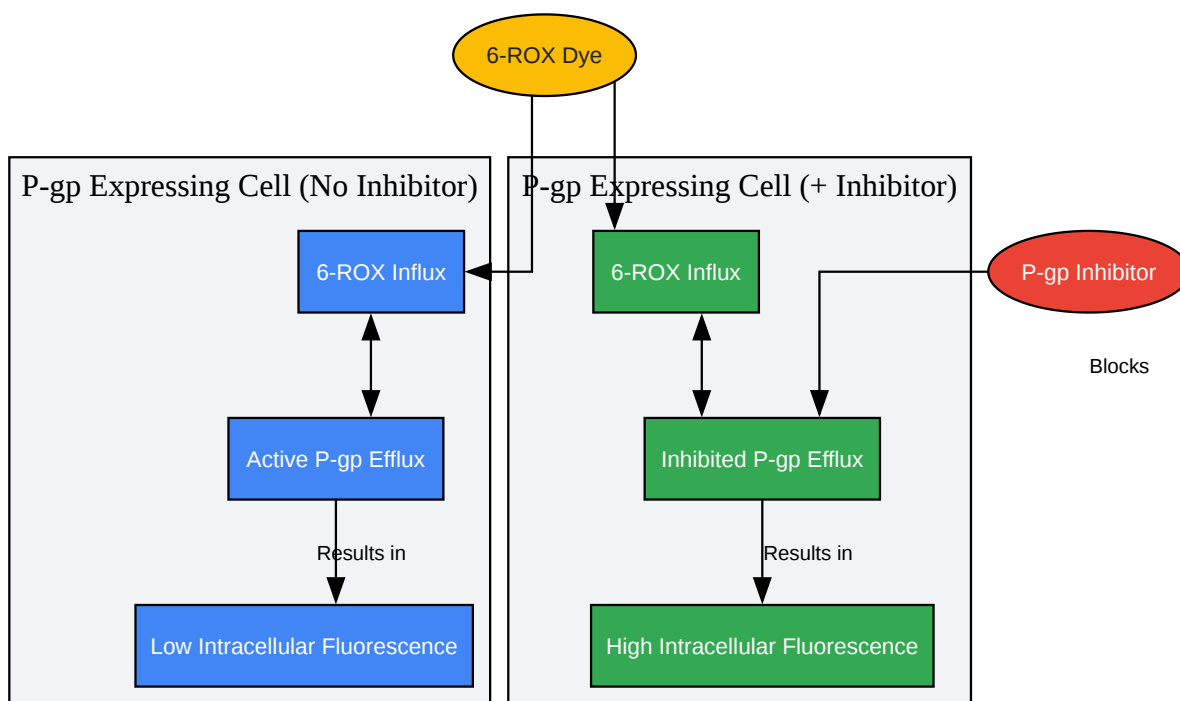 6-ROX Dye
P-gp Expressing Cell (No Inhibitor)
P-gp Expressing Cell (+ Inhibitor)
6-ROX Influx
6-ROX Influx
P-gp Inhibitor
Blocks
Active P-gp Efflux
Inhibited P-gp Efflux
Results in
Results in
Low Intracellular Fluorescence
High Intracellular Fluorescence